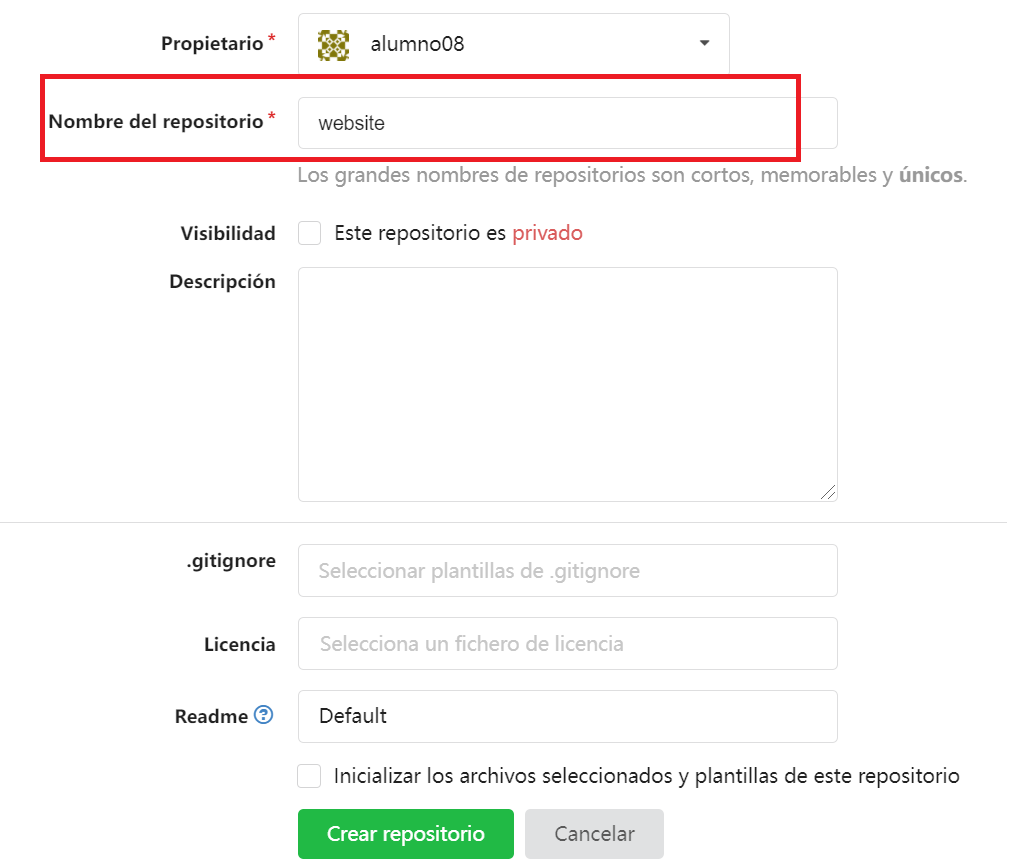 Propietario* alumno08
Nombre del repositorio* website
Los grandes nombres de repositorios son cortos, memorables y únicos.
Visibilidad Este repositorio es privado
Descripción
.gitignore Seleccionar plantillas de .gitignore
Licencia Selecciona un fichero de licencia
Readme ? Default
Inicializar los archivos seleccionados y plantillas de este repositorio
Crear repositorio Cancelar